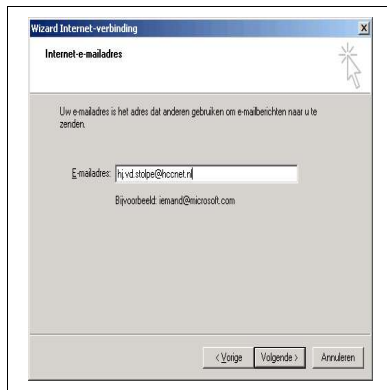 Wizard Internet-verbinding
Internet-e-mailadres
Uw e-mailadres is het adres dat anderen gebruiken om e-mailberichten naar u te
zenden.
E-mailadres: hj.vd.stolpe@hccnet.nl
Bijvoorbeeld: iemand@microsoft.com
< Vorige Volgende > Annuleren